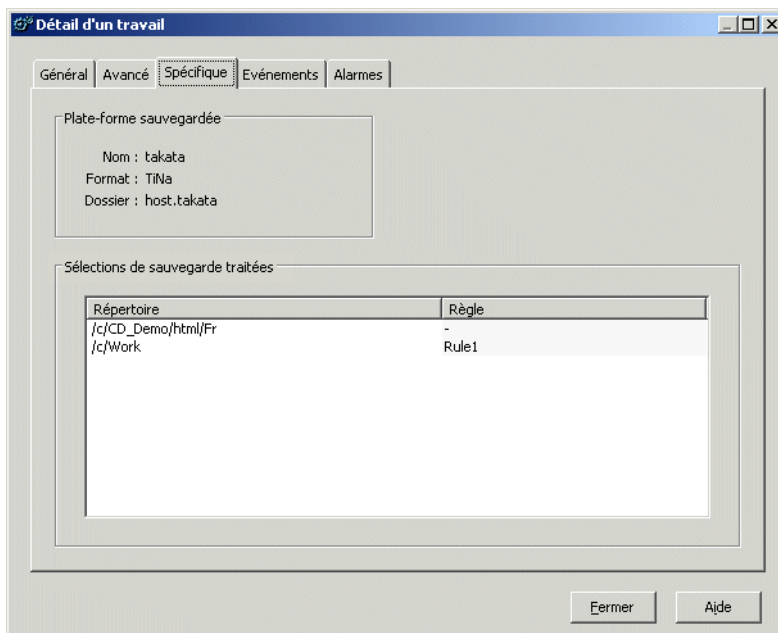 Détail d'un travail
Général Avancé Spécifique Evénements Alarmes
Plate-forme sauvegardée
Nom : takata
Format : TiNa
Dossier : host.takata
Sélections de sauvegarde traitées
Répertoire Règle
/c/CD_Demo/html/Fr -
/c/Work Rule1
Fermer Aide